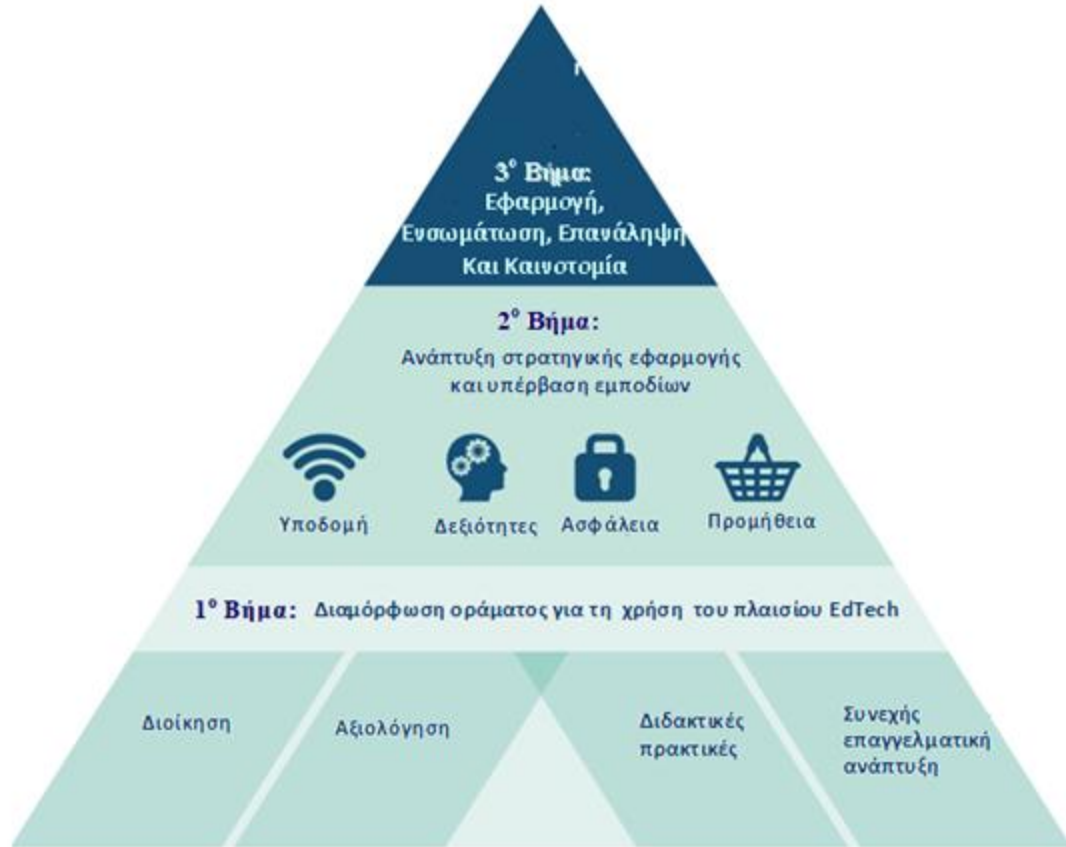 3° Βήμα:
Εφαρμογή,
Ενσωμάτωση, Επανάληψη
Και Καινοτομία
2° Βήμα:
Ανάπτυξη στρατηγικής εφαρμογής
και υπέρβαση εμποδίων
Υποδομή
Δεξιότητες
Ασφάλεια
Προμήθεια
1° Βήμα: Διαμόρφωση οράματος για τη χρήση του πλαισίου EdTech
Διοίκηση
Αξιολόγηση
Διδακτικές
πρακτικές
Συνεχής
επαγγελματική
ανάπτυξη